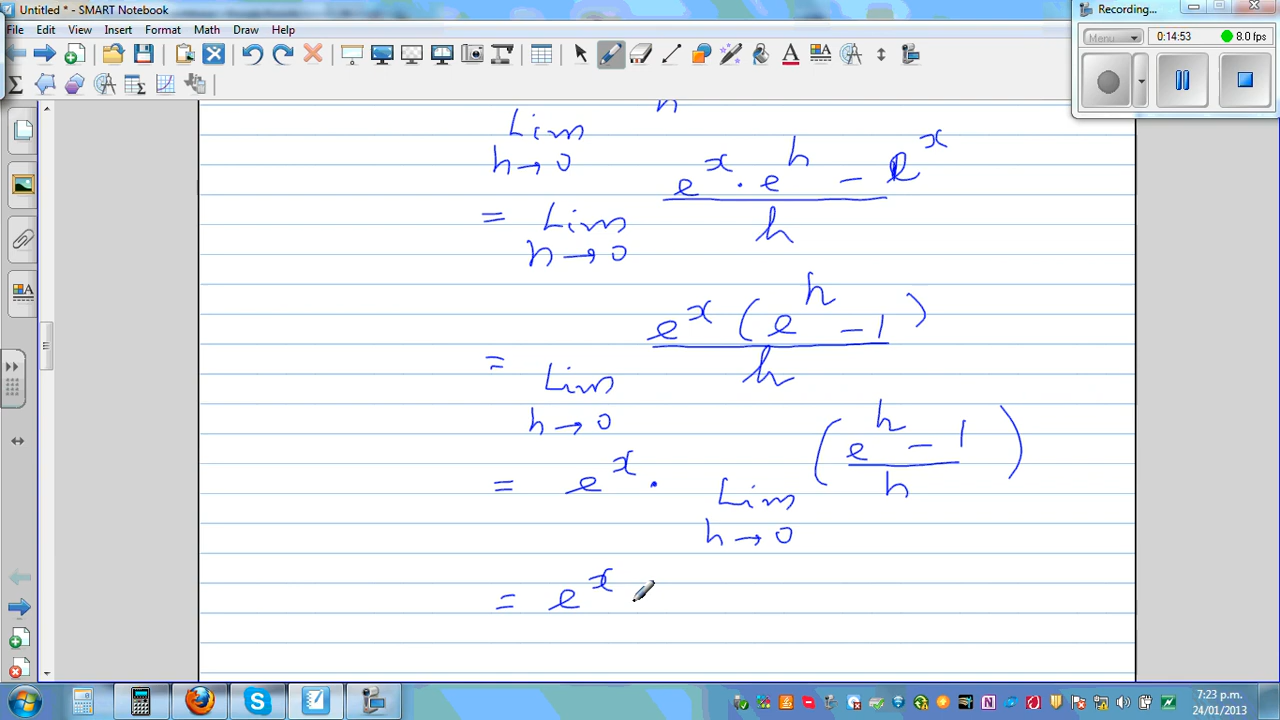 Untitled * - SMART Notebook
File Edit View Insert Format Math Draw Help
Recording...
Menu 0:14:53 8.0 fps
h
Lim
h → 0
e^x . e^h - e^x
= Lim
h
h → 0
e^x (e^h - 1)
= Lim
h
h → 0
= e^x . Lim (e^h - 1)
h
h → 0
= e^x
7:23 p.m.
24/01/2013